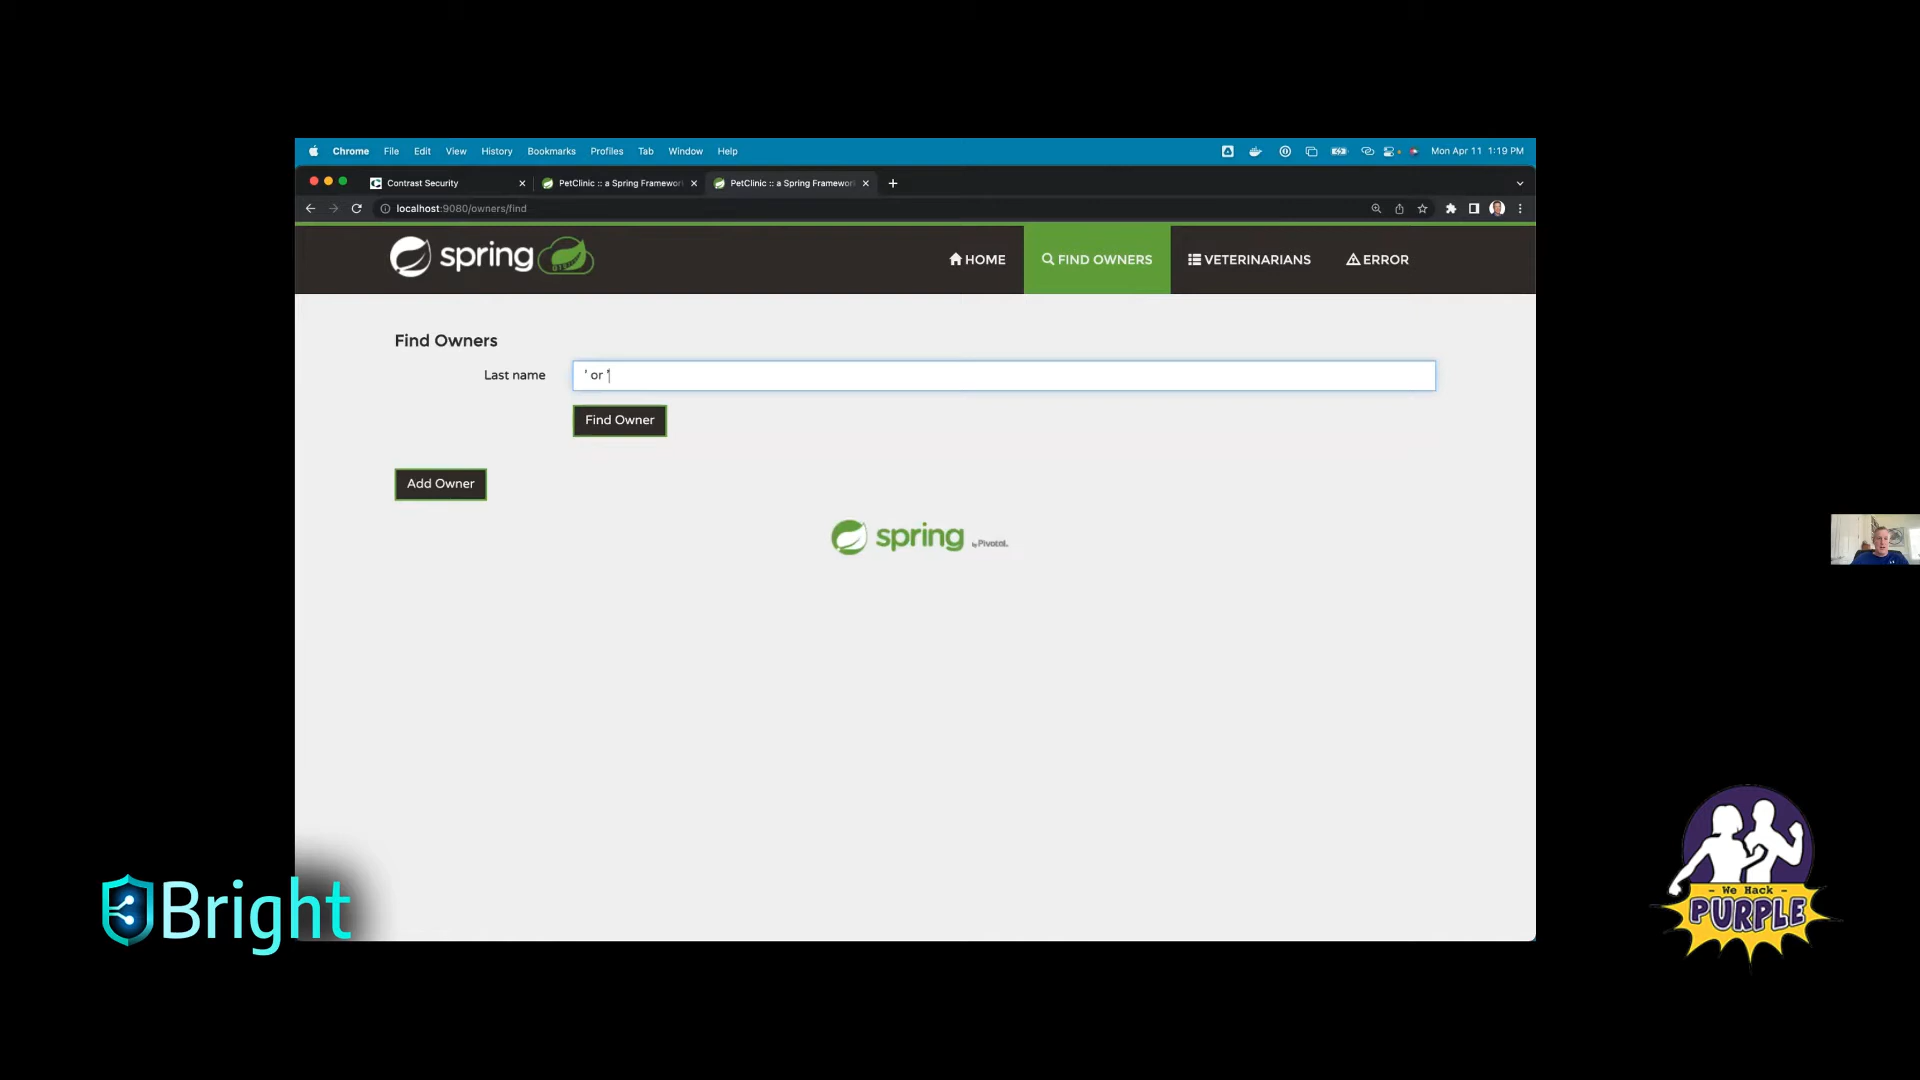 Chrome File Edit View History Bookmarks Profiles Tab Window Help Mon Apr 11 1:19 PM
Contrast Security PetClinic :: a Spring Framewor PetClinic :: a Spring Framewor
localhost:9080/owners/find
spring HOME FIND OWNERS VETERINARIANS ERROR
Find Owners
Last name ' or '
Find Owner
Add Owner
spring by Pivotal.
Bright
- We Hack -
PURPLE